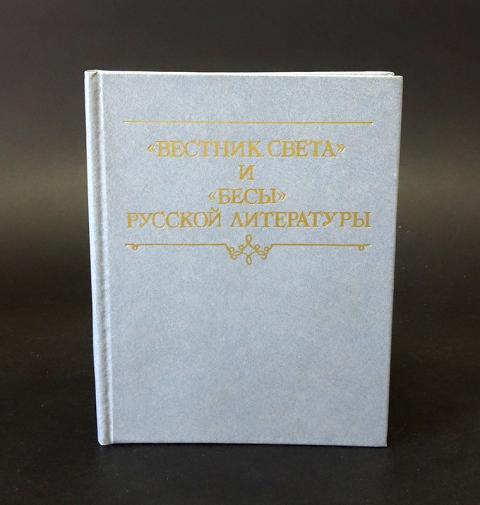 «ВЕСТНИК СВЕТА»
И
«БЕСЫ»
РУССКОЙ ЛИТЕРАТУРЫ